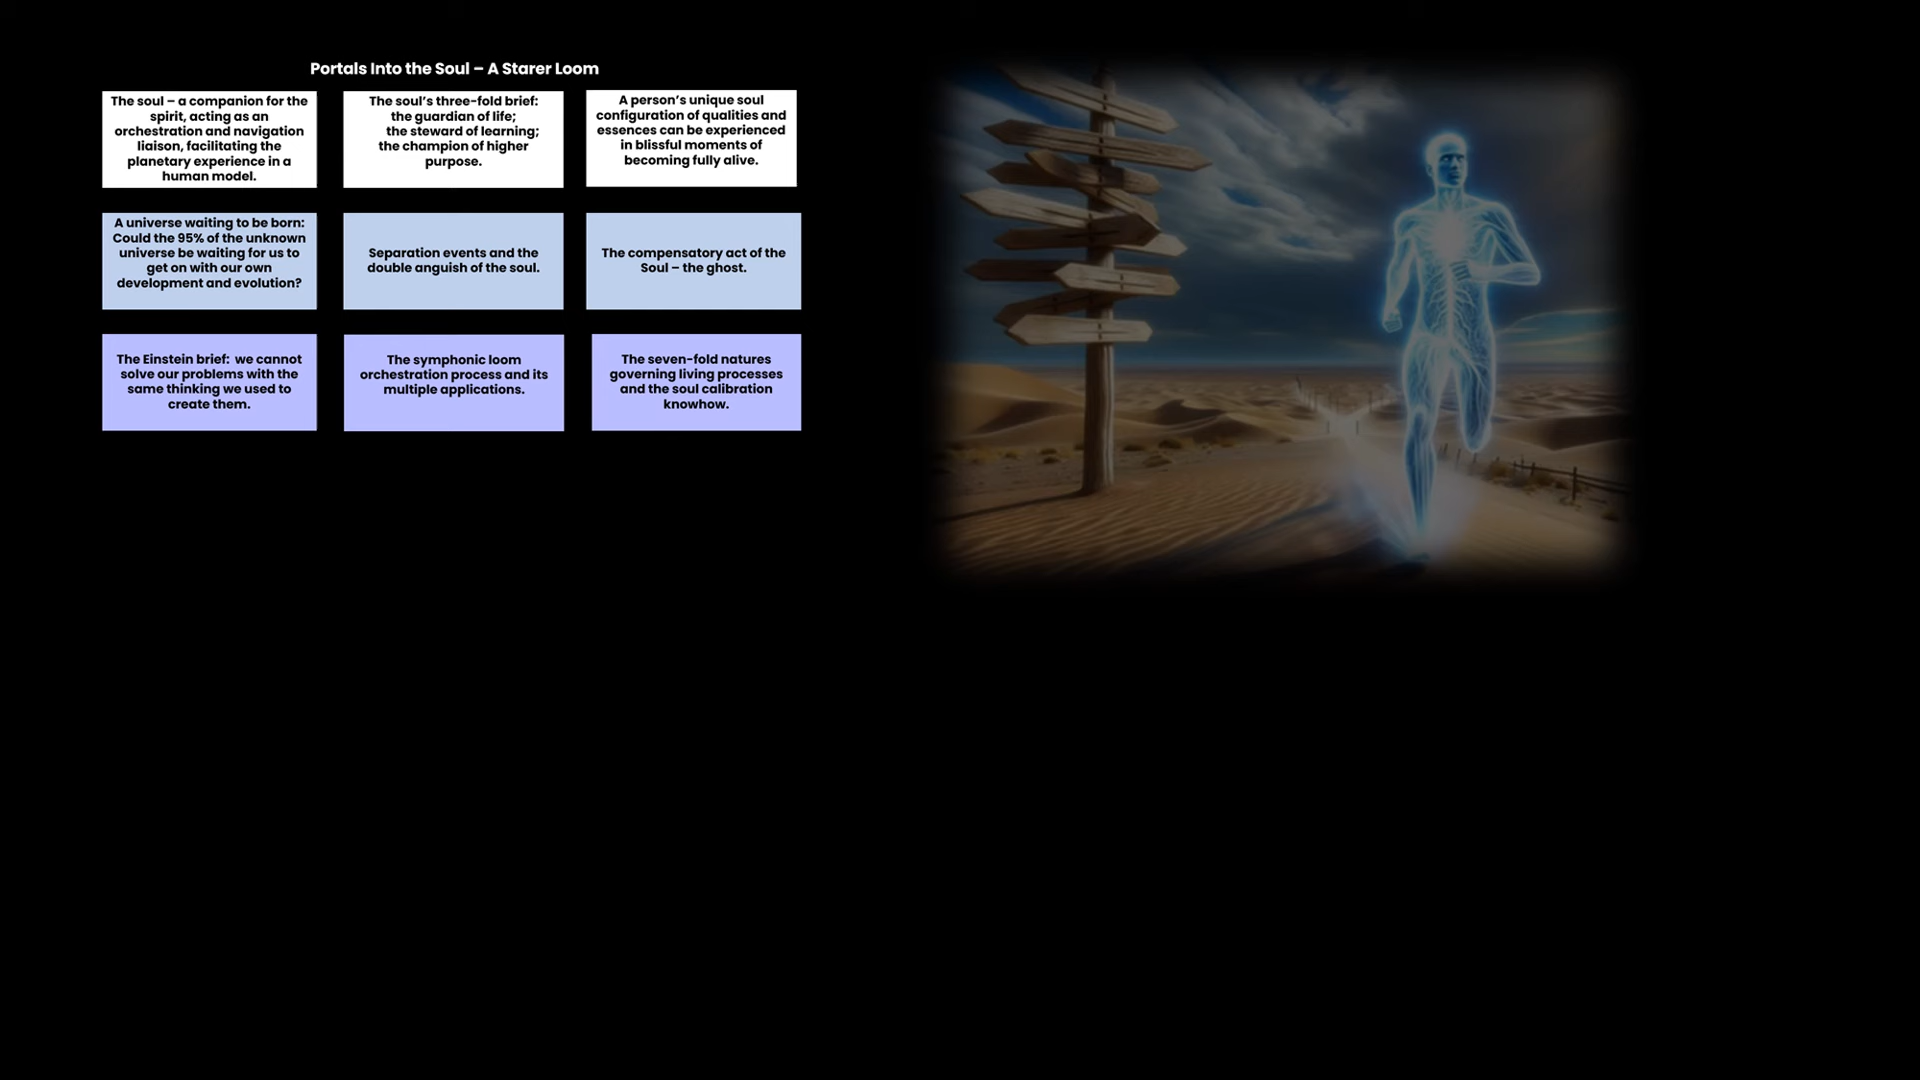 Portals Into the Soul – A Starer Loom
The soul – a companion for the
spirit, acting as an
orchestration and navigation
liaison, facilitating the
planetary experience in a
human model.
The soul's three-fold brief:
the guardian of life;
the steward of learning;
the champion of higher
purpose.
A person's unique soul
configuration of qualities and
essences can be experienced
in blissful moments of
becoming fully alive.
A universe waiting to be born:
Could the 95% of the unknown
universe be waiting for us to
get on with our own
development and evolution?
Separation events and the
double anguish of the soul.
The compensatory act of the
Soul – the ghost.
The Einstein brief:  we cannot
solve our problems with the
same thinking we used to
create them.
The symphonic loom
orchestration process and its
multiple applications.
The seven-fold natures
governing living processes
and the soul calibration
knowhow.